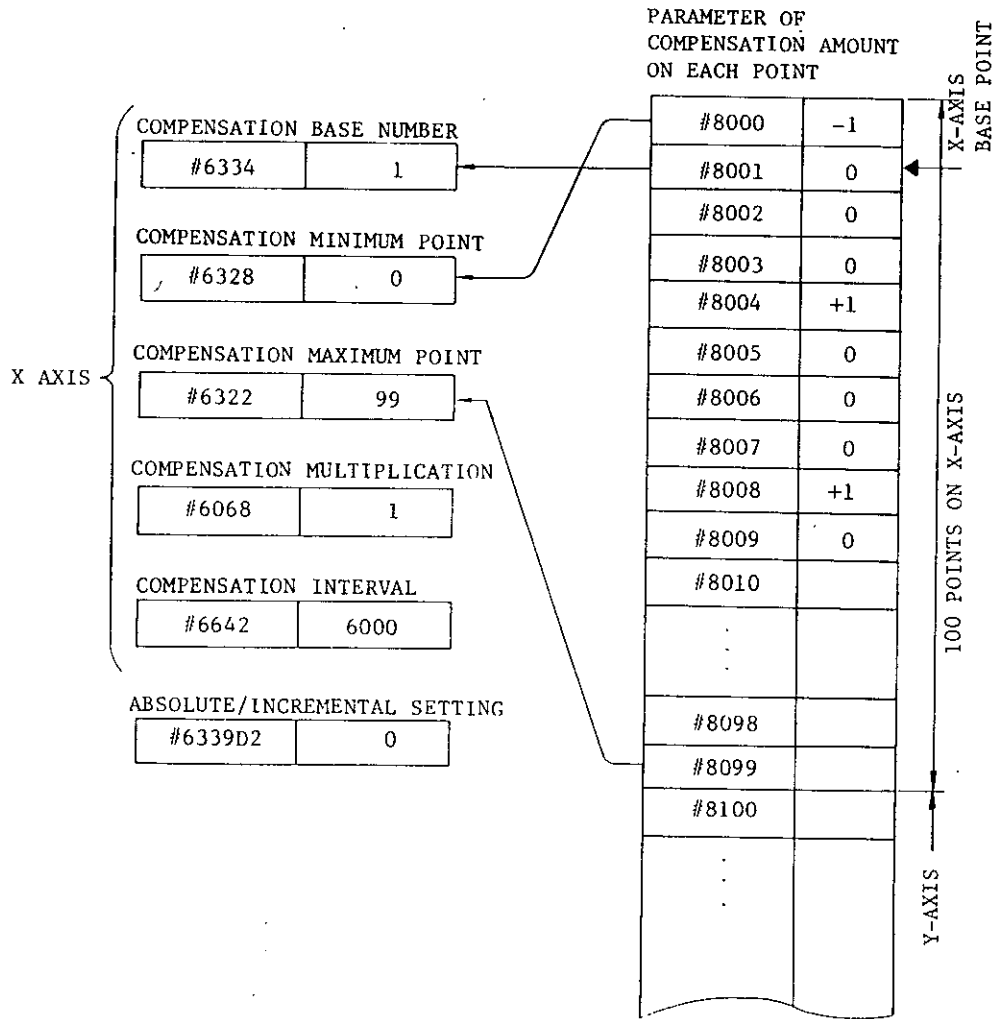 PARAMETER OF
COMPENSATION AMOUNT
ON EACH POINT
X-AXIS
BASE POINT
X AXIS
COMPENSATION BASE NUMBER
#6334 1
COMPENSATION MINIMUM POINT
#6328 0
COMPENSATION MAXIMUM POINT
#6322 99
COMPENSATION MULTIPLICATION
#6068 1
COMPENSATION INTERVAL
#6642 6000
ABSOLUTE/INCREMENTAL SETTING
#6339D2 0
#8000 -1
#8001 0
#8002 0
#8003 0
#8004 +1
#8005 0
#8006 0
#8007 0
#8008 +1
#8009 0
#8010
#8098
#8099
#8100
100 POINTS ON X-AXIS
Y-AXIS